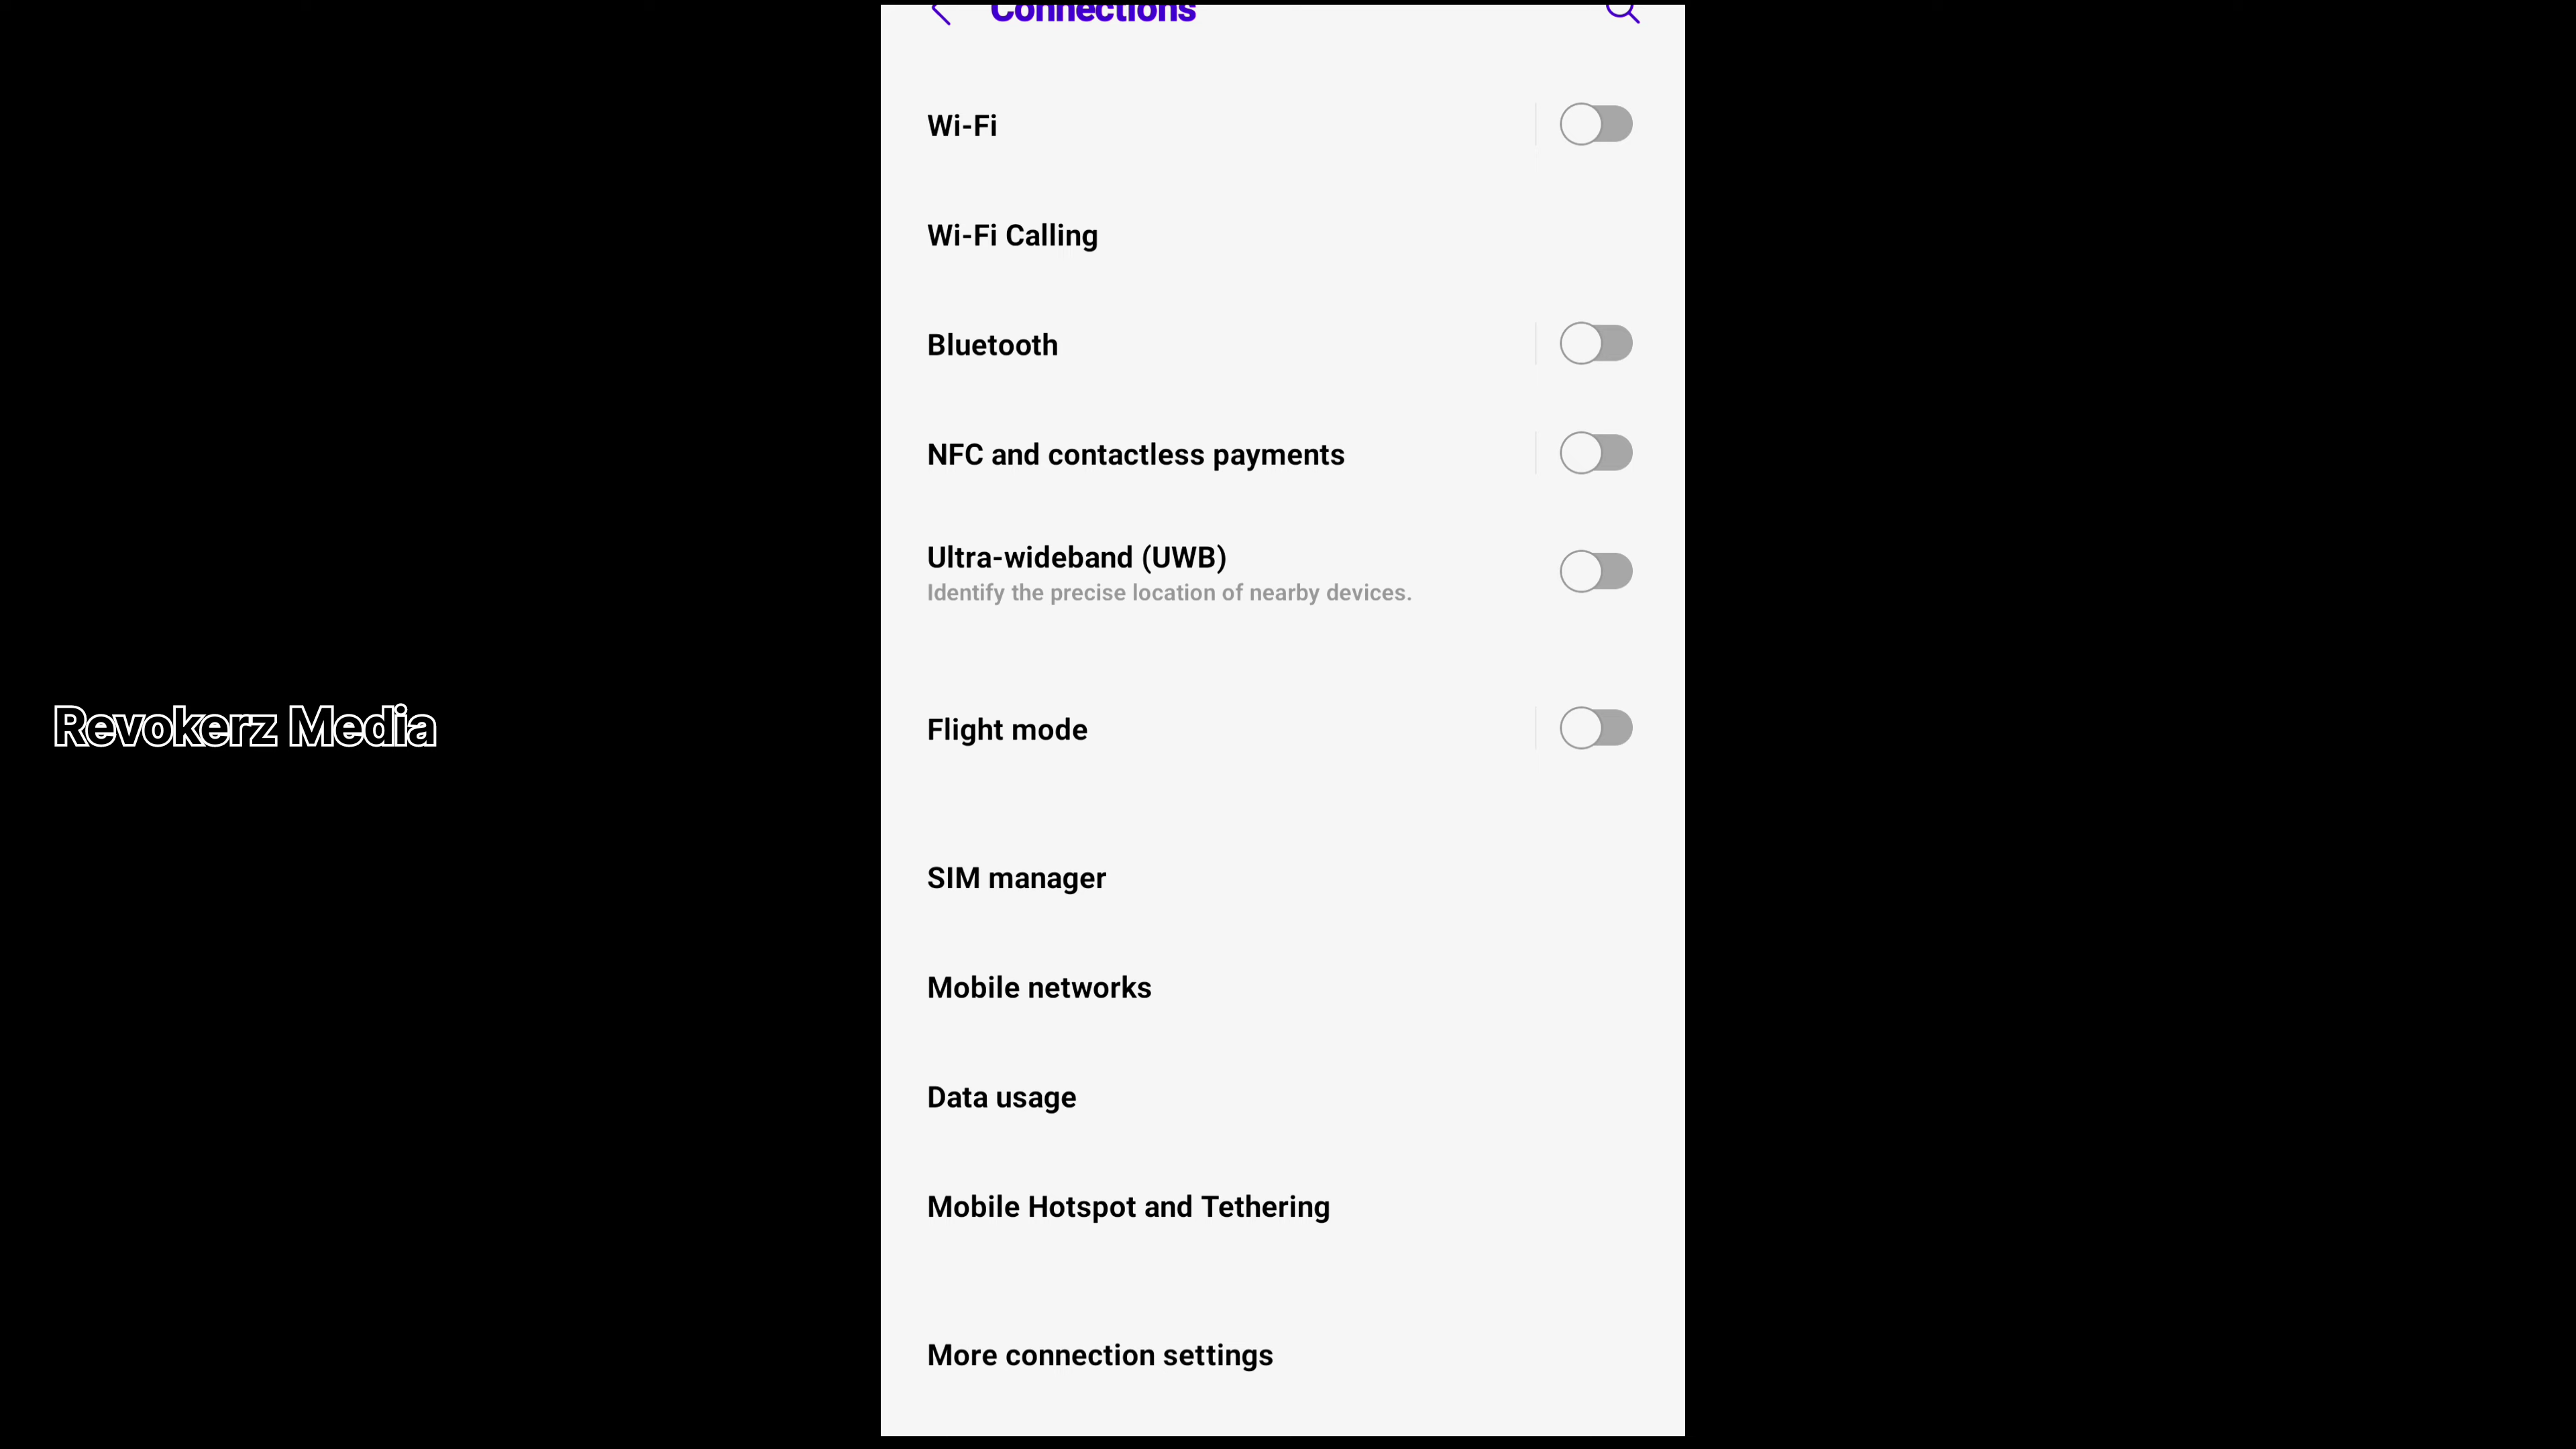 Connections
Wi-Fi
Wi-Fi Calling
Bluetooth
NFC and contactless payments
Ultra-wideband (UWB)
Identify the precise location of nearby devices.
Flight mode
Revokerz Media
SIM manager
Mobile networks
Data usage
Mobile Hotspot and Tethering
More connection settings